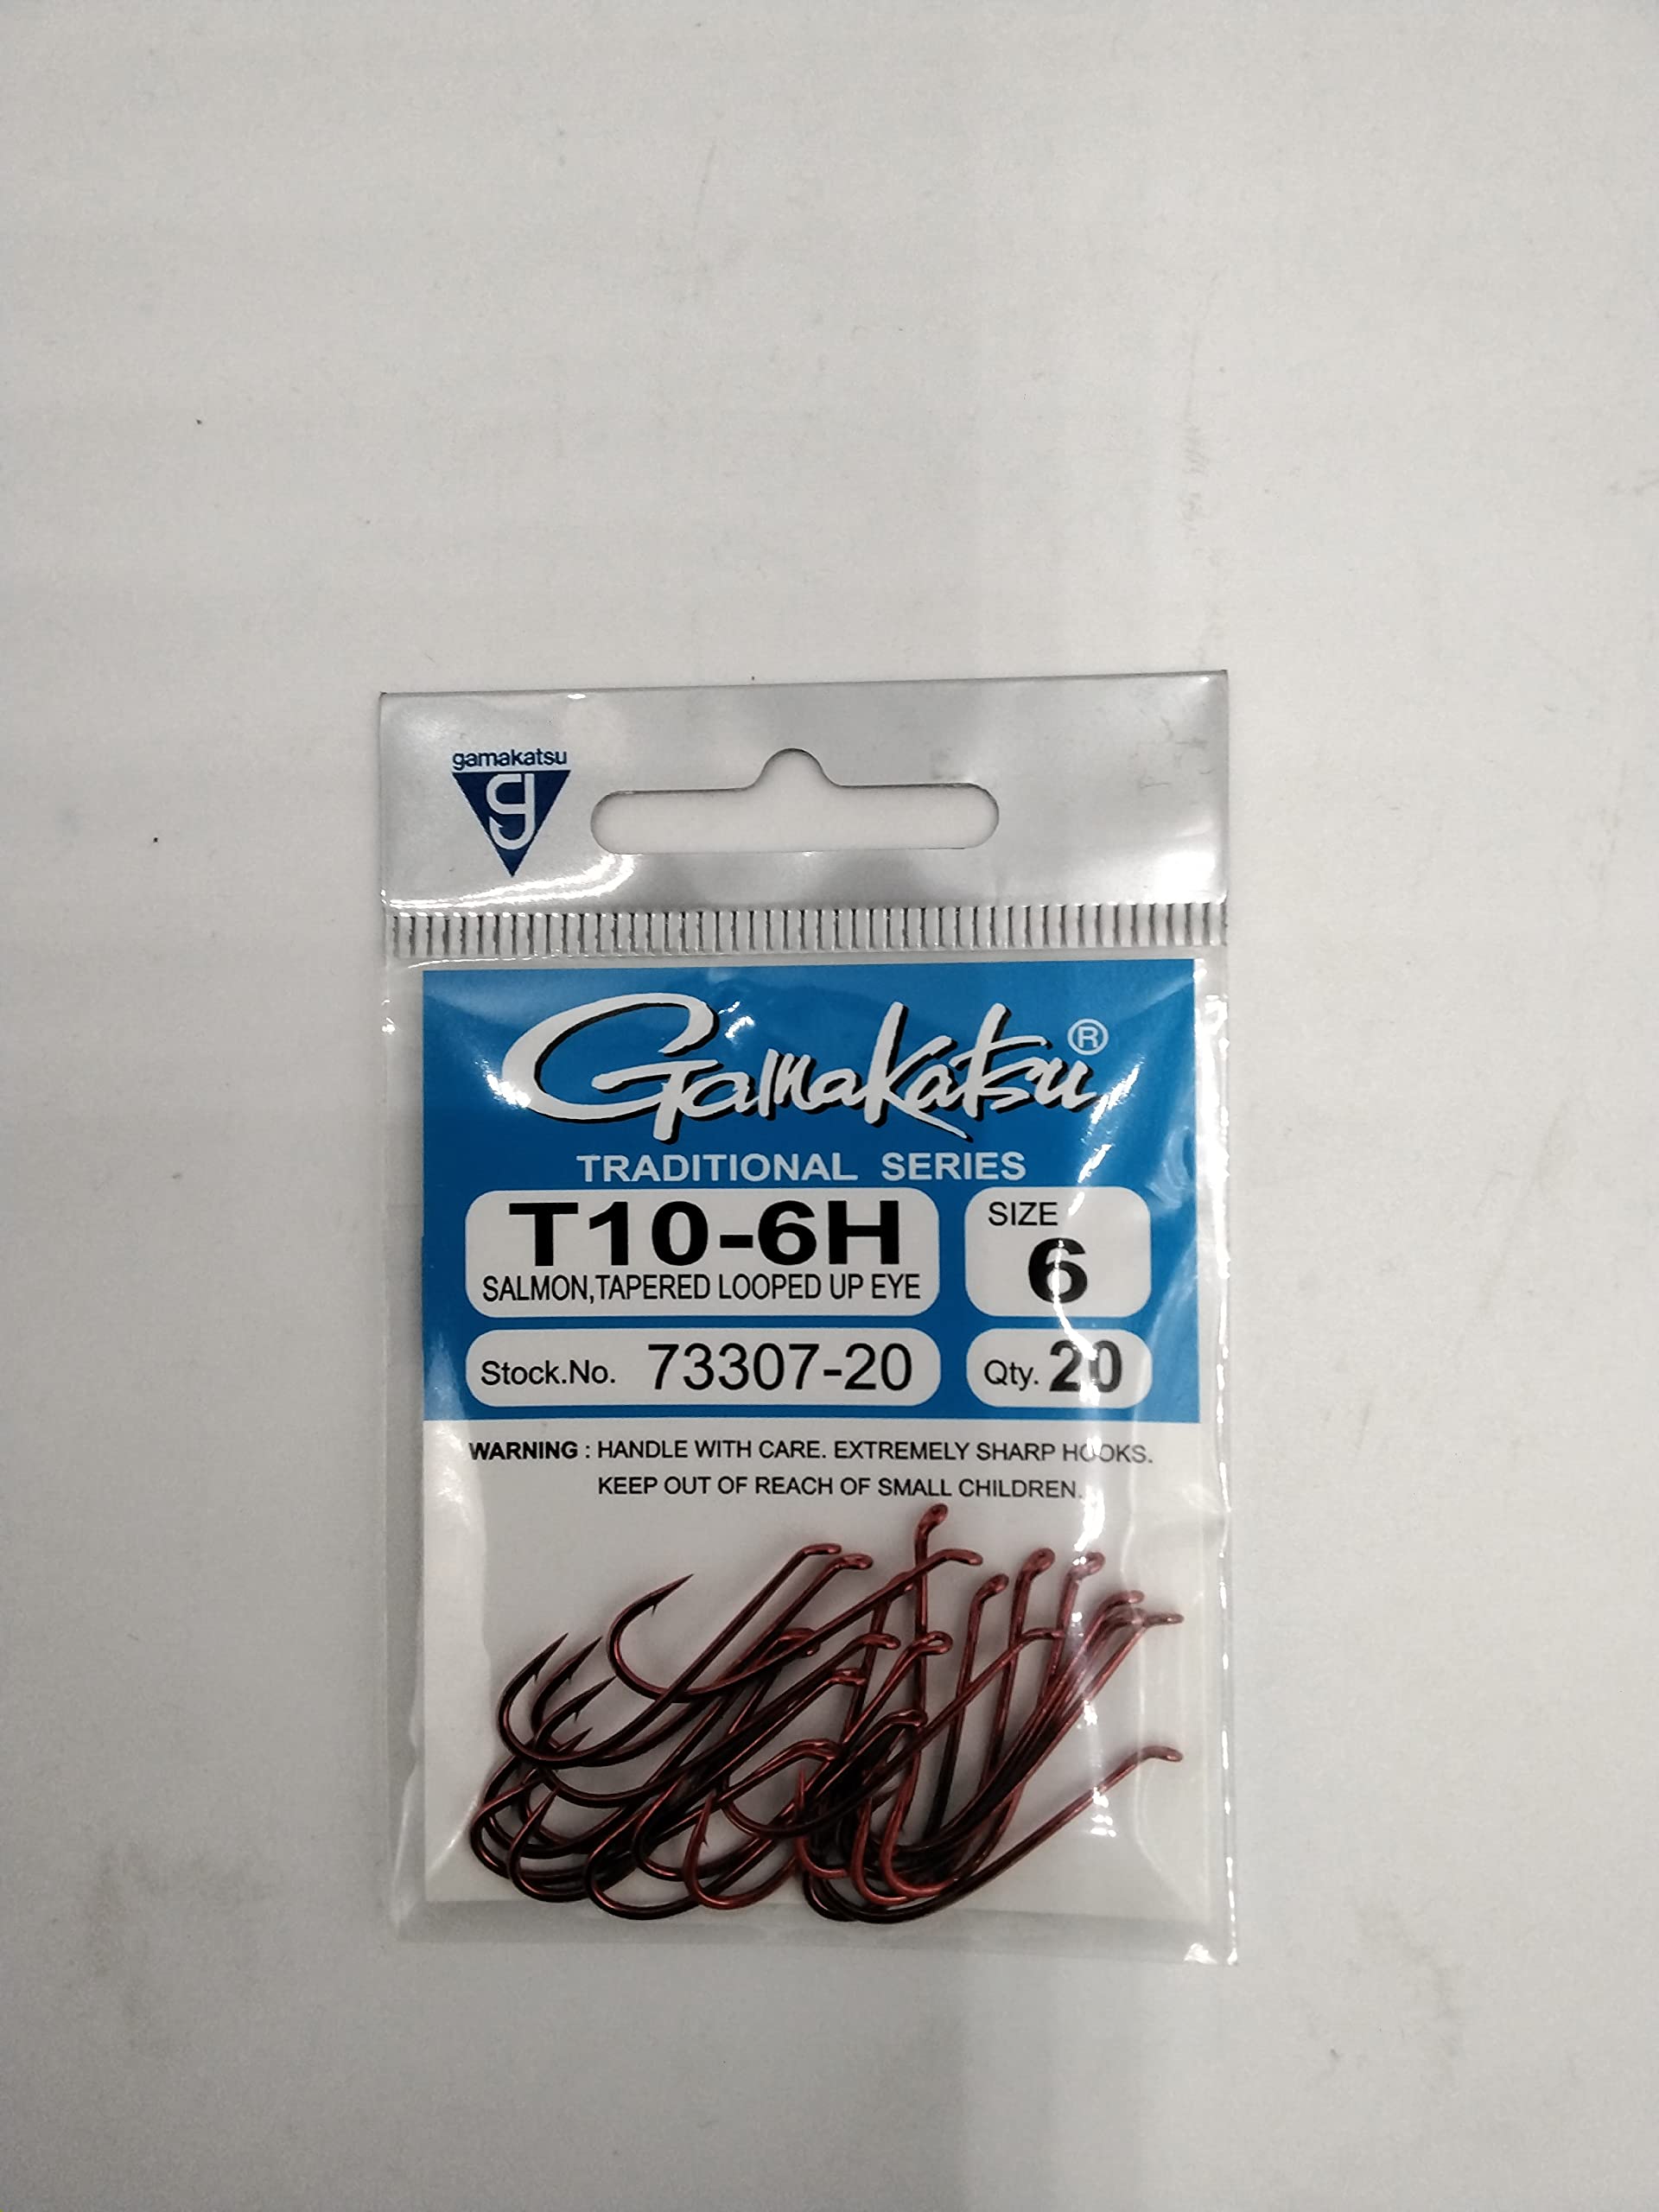 gamakatsu
g
Gamakatsu®
TRADITIONAL SERIES
T10-6H
SALMON,TAPERED LOOPED UP EYE
SIZE
6
Stock.No. 73307-20
Qty. 20
WARNING : HANDLE WITH CARE. EXTREMELY SHARP HOOKS.
KEEP OUT OF REACH OF SMALL CHILDREN.